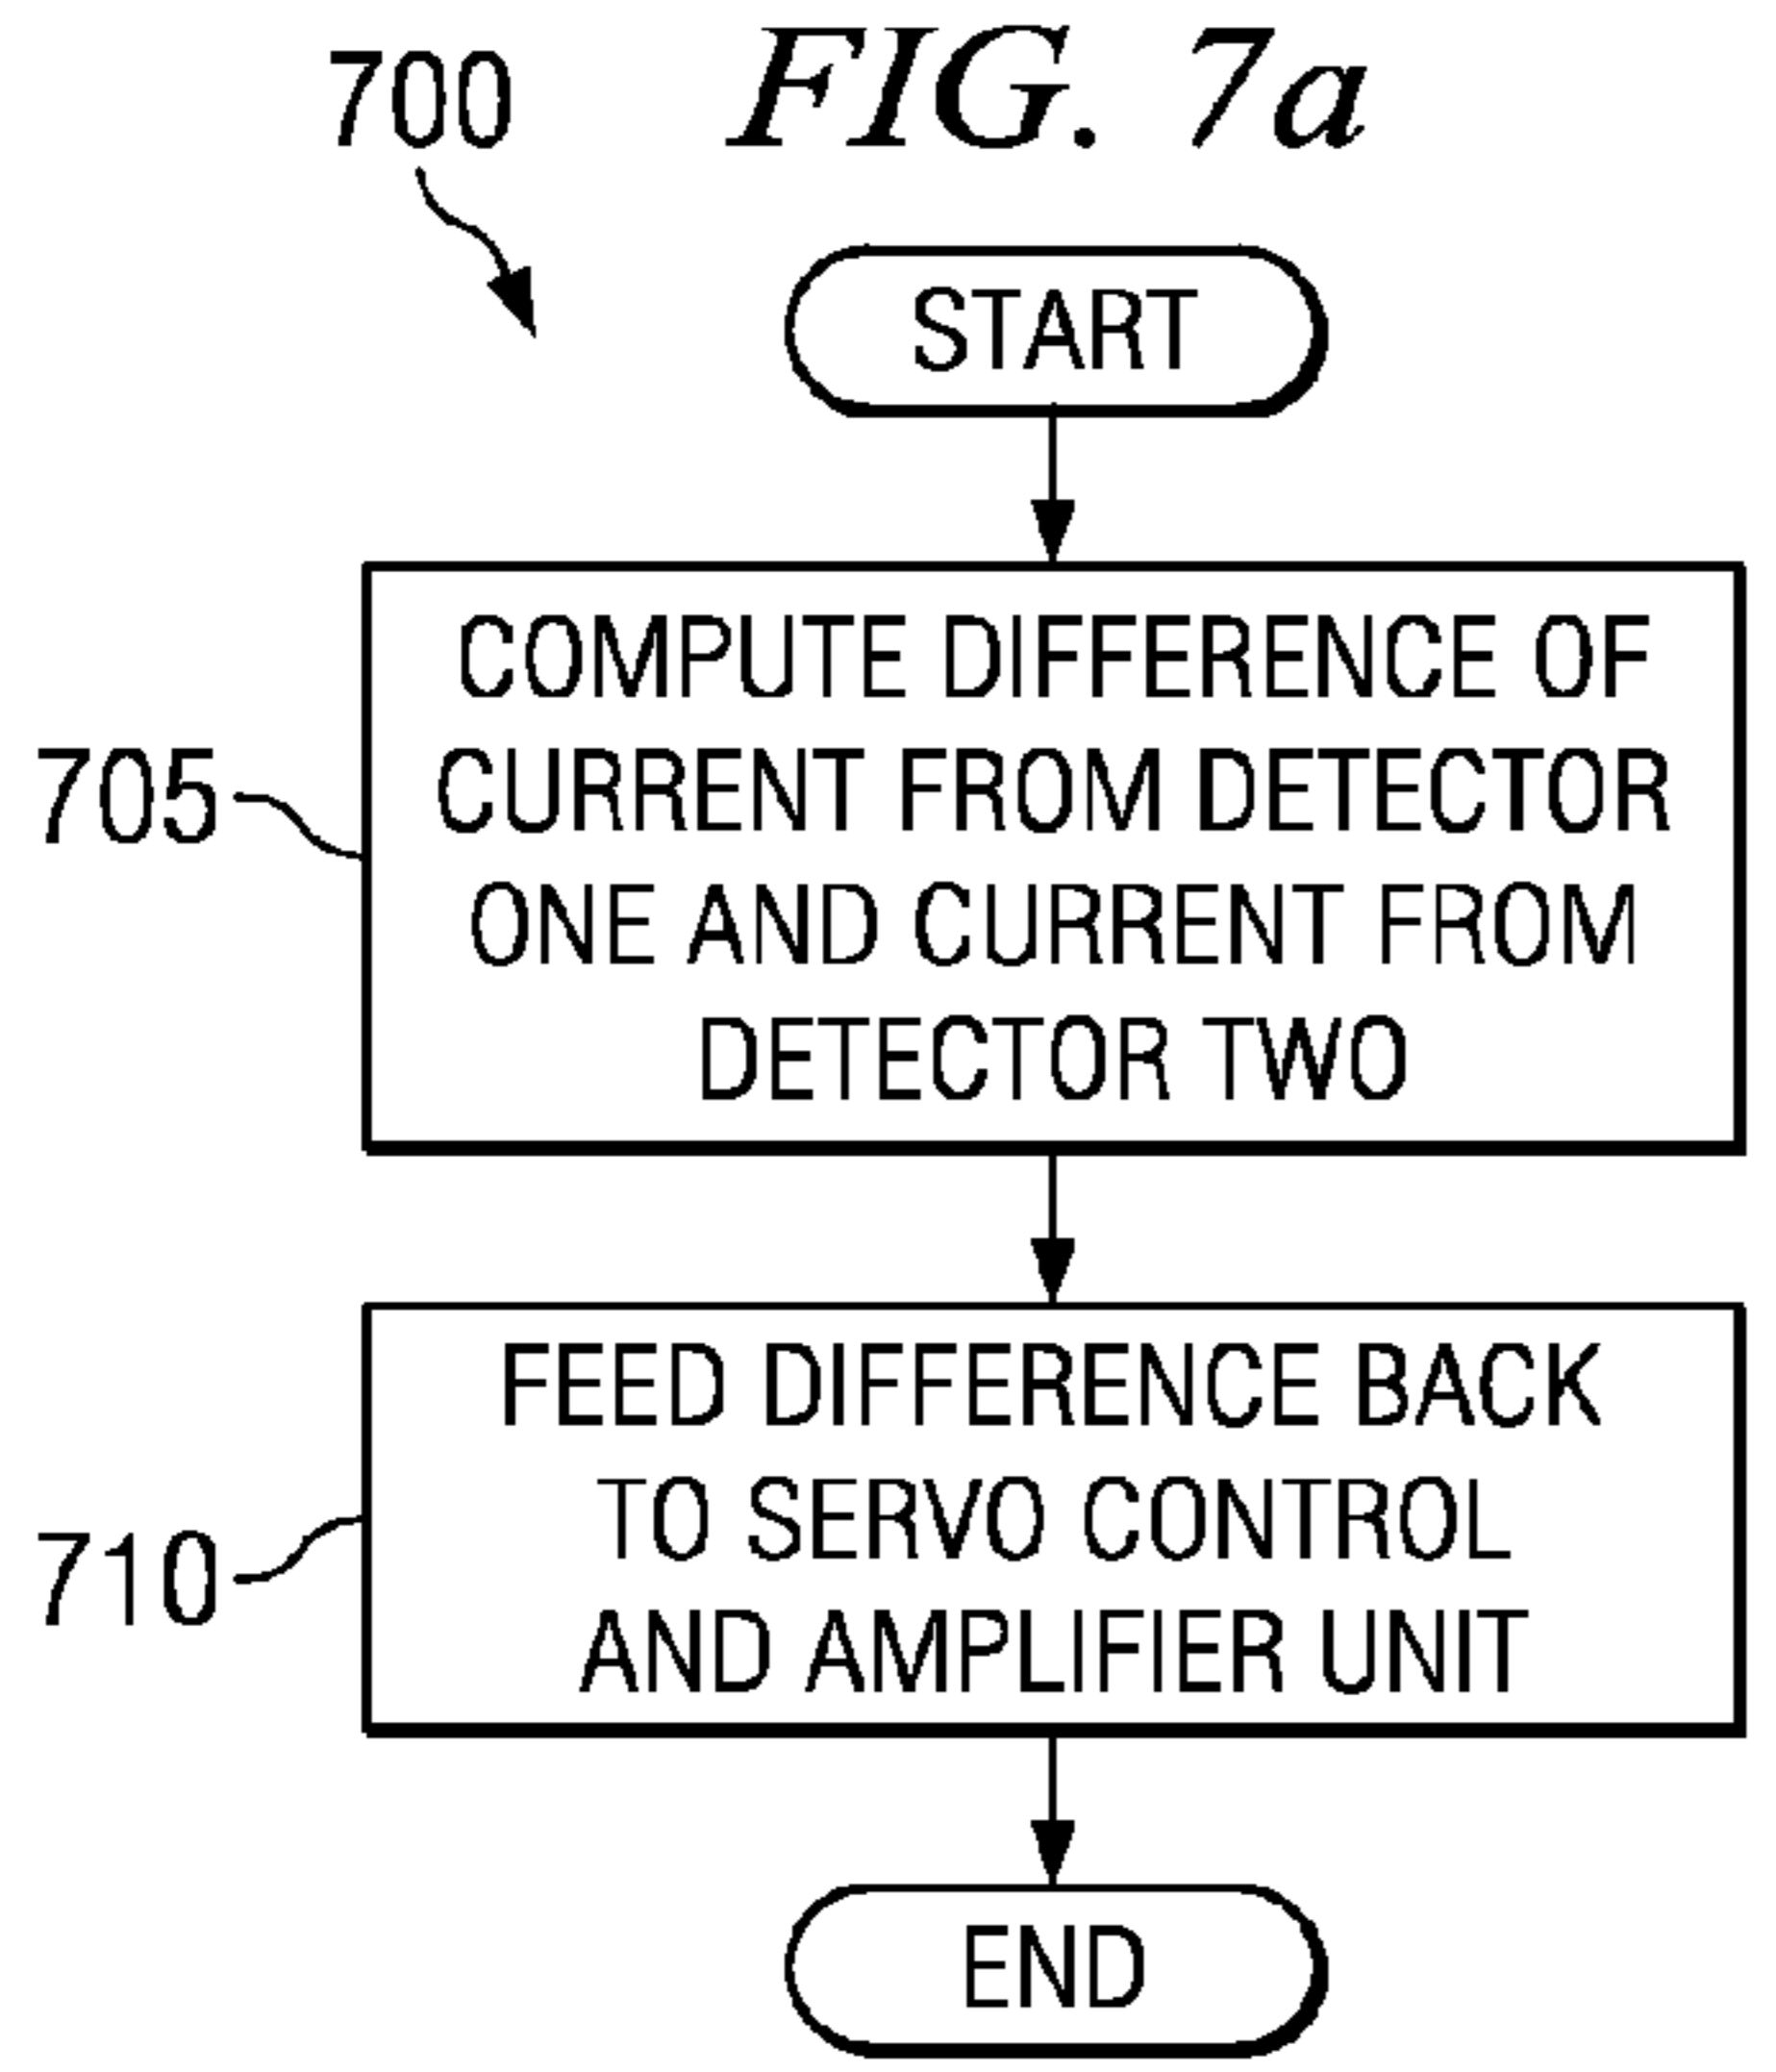 FIG. 7a
700
START
705
COMPUTE DIFFERENCE OF
CURRENT FROM DETECTOR
ONE AND CURRENT FROM
DETECTOR TWO
710
FEED DIFFERENCE BACK
TO SERVO CONTROL
AND AMPLIFIER UNIT
END